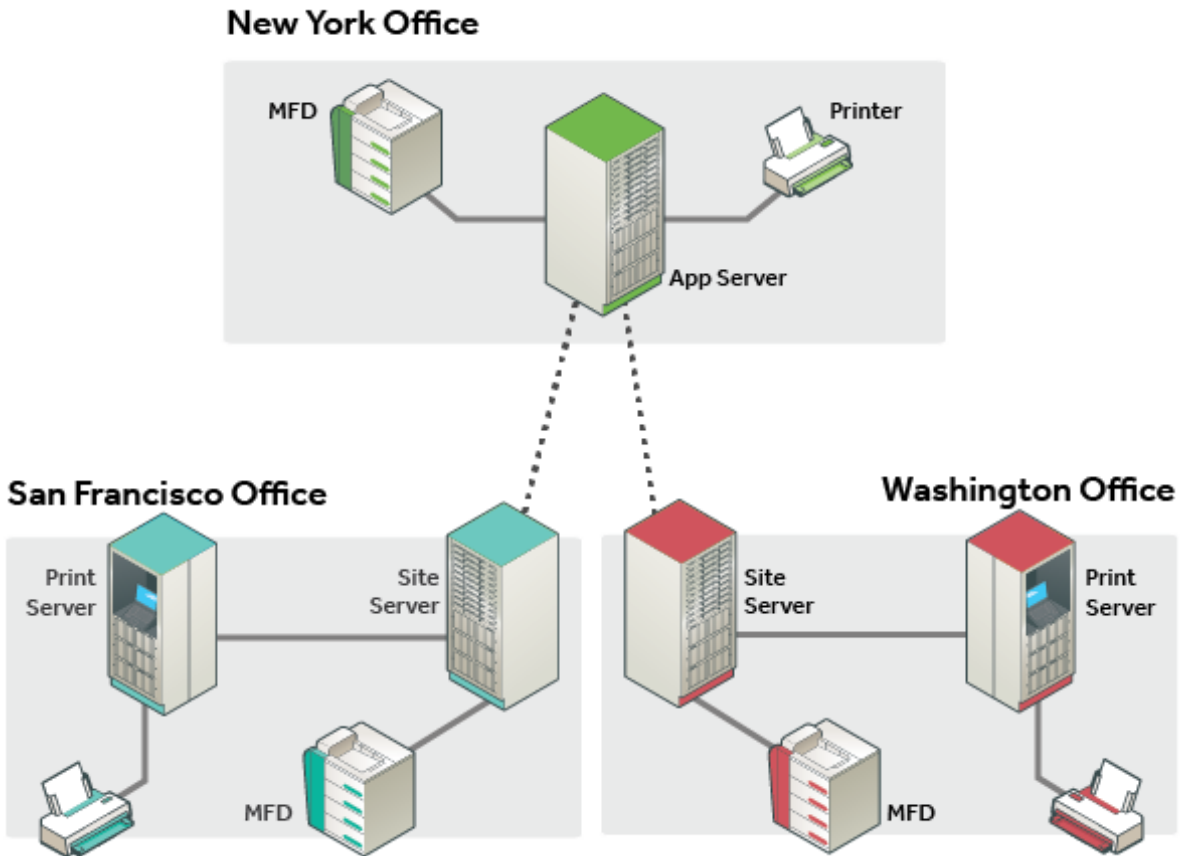 New York Office
MFD
Printer
App Server
San Francisco Office
Print
Server
Site
Server
MFD
Washington Office
Site
Server
Print
Server
MFD